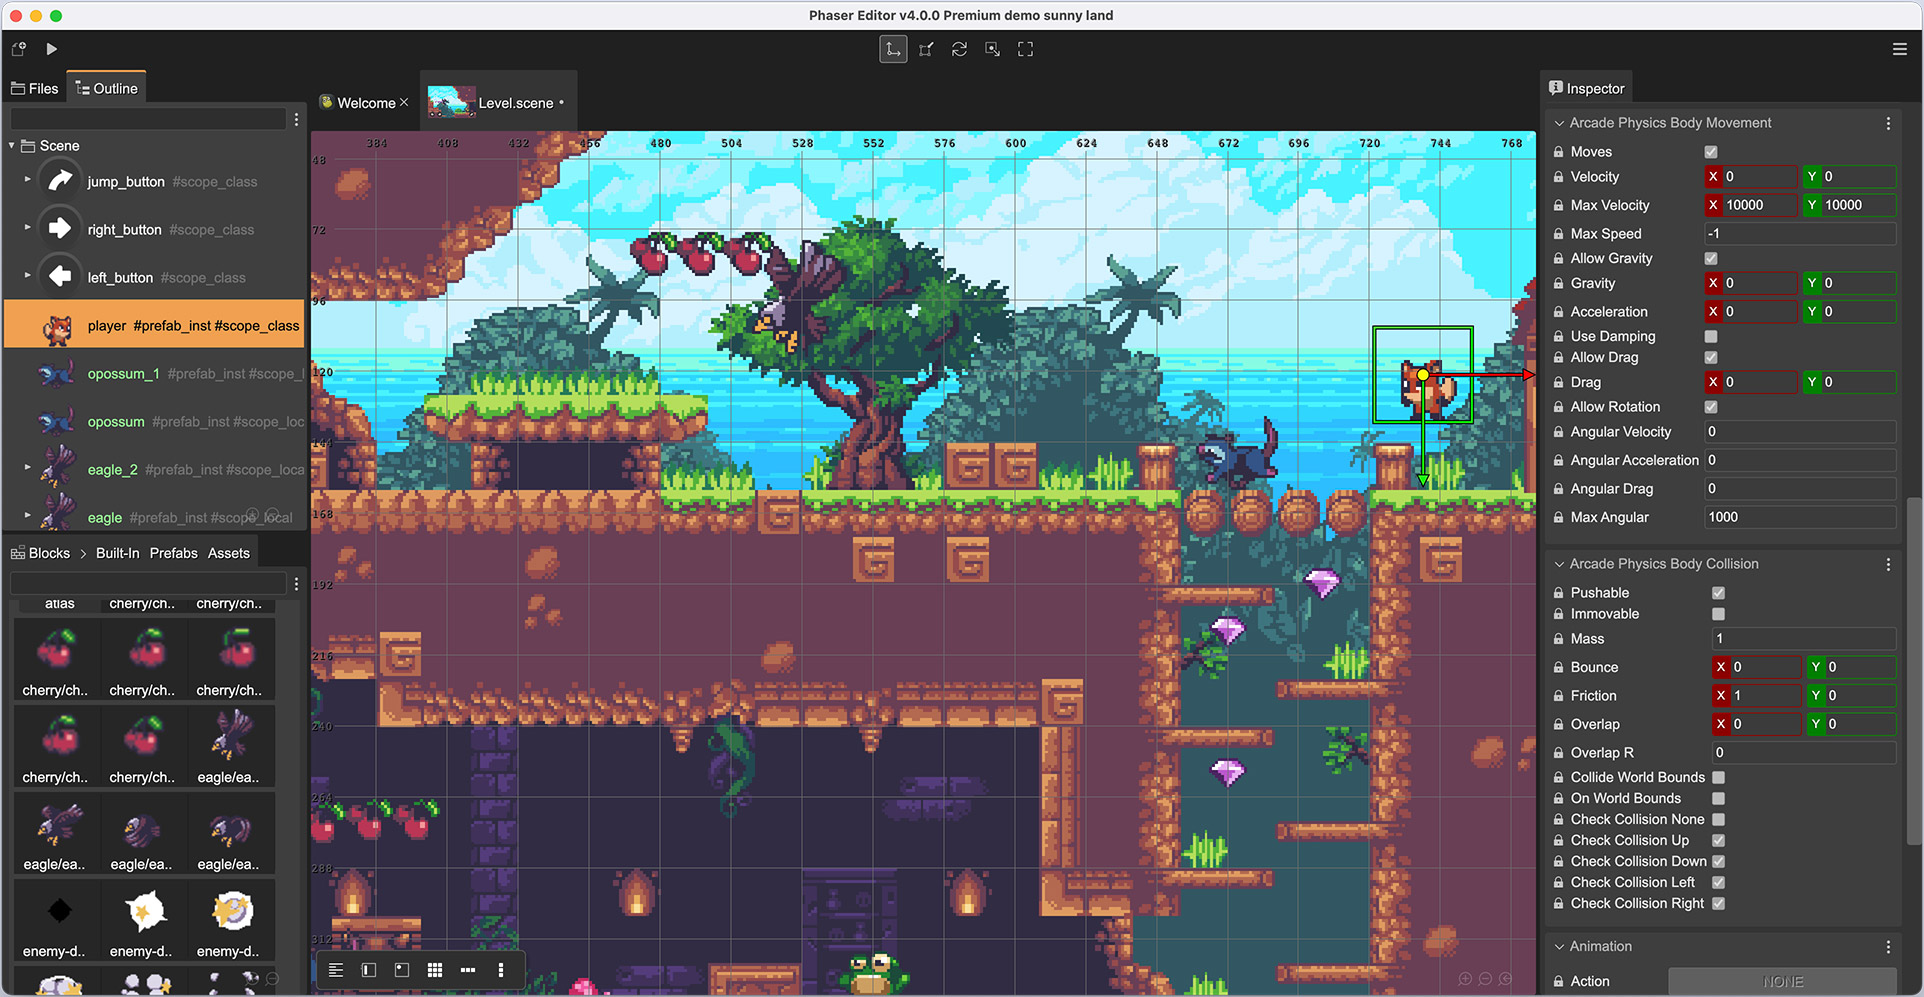 Phaser Editor v4.0.0 Premium demo sunny land
Files
Outline
Scene
jump_button #scope_class
right_button #scope_class
left_button #scope_class
player #prefab_inst #scope_class
opossum_1 #prefab_inst #scope_l
opossum #prefab_inst #scope_loc
eagle_2 #prefab_inst #scope_loca
eagle #prefab_inst #scope_local
Blocks > Built-In Prefabs Assets
atlas cherry/ch.. cherry/ch..
cherry/ch.. cherry/ch.. cherry/ch..
cherry/ch.. cherry/ch.. eagle/ea..
eagle/ea.. eagle/ea.. eagle/ea..
enemy-d.. enemy-d.. enemy-d..
Welcome ×
Level.scene •
384 408 432 456 480 504 528 552 576 600 624 648 672 696 720 744 768
48
72
96
120
144
168
192
216
240
264
288
312
Inspector
Arcade Physics Body Movement
Moves
Velocity X 0 Y 0
Max Velocity X 10000 Y 10000
Max Speed -1
Allow Gravity
Gravity X 0 Y 0
Acceleration X 0 Y 0
Use Damping
Allow Drag
Drag X 0 Y 0
Allow Rotation
Angular Velocity 0
Angular Acceleration 0
Angular Drag 0
Max Angular 1000
Arcade Physics Body Collision
Pushable
Immovable
Mass 1
Bounce X 0 Y 0
Friction X 1 Y 0
Overlap X 0 Y 0
Overlap R 0
Collide World Bounds
On World Bounds
Check Collision None
Check Collision Up
Check Collision Down
Check Collision Left
Check Collision Right
Animation
Action NONE